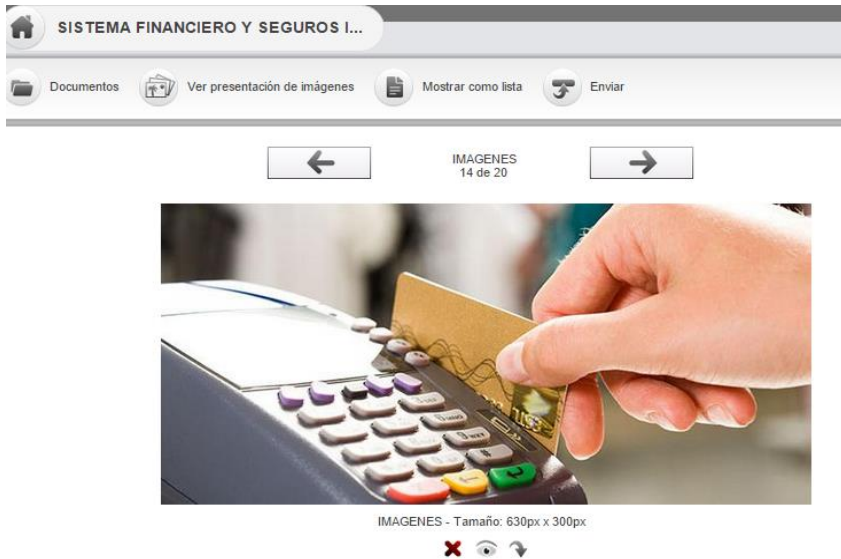 SISTEMA FINANCIERO Y SEGUROS I...
Documentos Ver presentación de imágenes Mostrar como lista Enviar
IMAGENES
14 de 20
IMAGENES - Tamaño: 630px x 300px